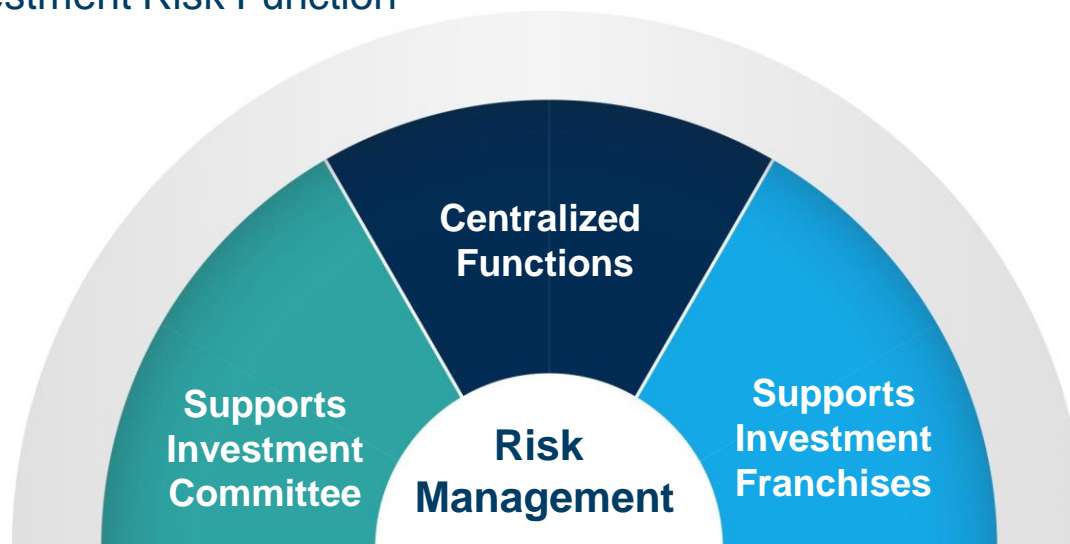 Risk Function
Centralized
Functions
Supports
Investment
Committee
Risk
Management
Supports
Investment
Franchises